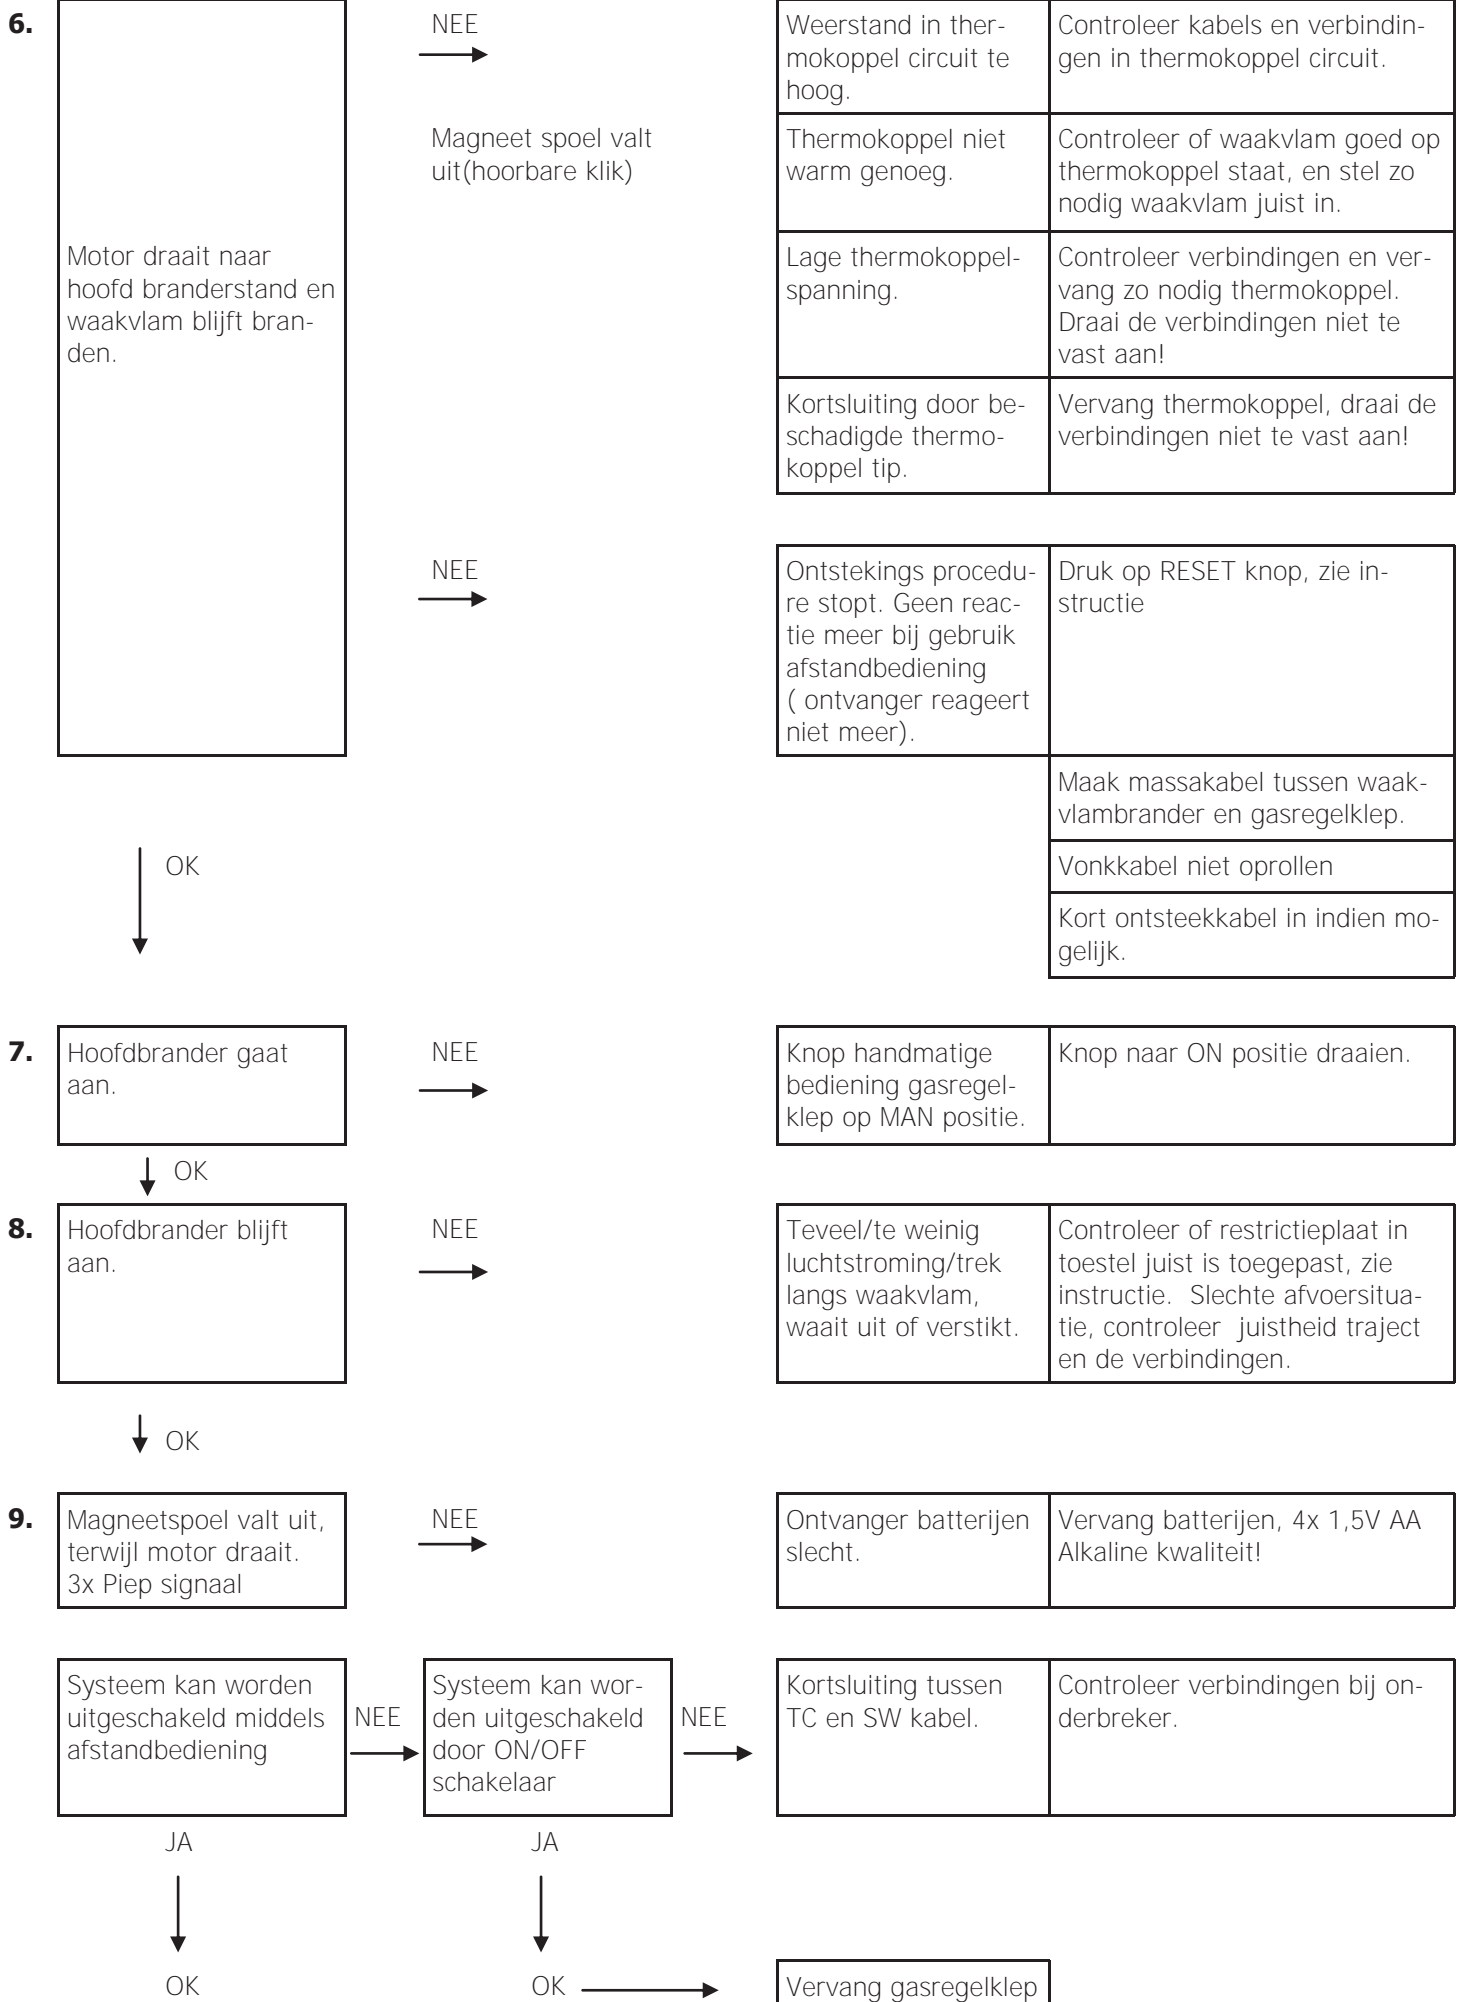 6.
Motor draait naar
hoofd branderstand en
waakvlam blijft bran-
den.
NEE
Magneet spoel valt
uit(hoorbare klik)
Weerstand in ther-
mokoppel circuit te
hoog.
Controleer kabels en verbindin-
gen in thermokoppel circuit.
Thermokoppel niet
warm genoeg.
Controleer of waakvlam goed op
thermokoppel staat, en stel zo
nodig waakvlam juist in.
Lage thermokoppel-
spanning.
Controleer verbindingen en ver-
vang zo nodig thermokoppel.
Draai de verbindingen niet te
vast aan!
Kortsluiting door be-
schadigde thermo-
koppel tip.
Vervang thermokoppel, draai de
verbindingen niet te vast aan!
NEE
Ontstekings procedu-
re stopt. Geen reac-
tie meer bij gebruik
afstandbediening
( ontvanger reageert
niet meer).
Druk op RESET knop, zie in-
structie
Maak massakabel tussen waak-
vlambrander en gasregelklep.
Vonkkabel niet oprollen
Kort ontsteekkabel in indien mo-
gelijk.
OK
7.
Hoofdbrander gaat
aan.
NEE
Knop handmatige
bediening gasregel-
klep op MAN positie.
Knop naar ON positie draaien.
OK
8.
Hoofdbrander blijft
aan.
NEE
Teveel/te weinig
luchtstroming/trek
langs waakvlam,
waait uit of verstikt.
Controleer of restrictieplaat in
toestel juist is toegepast, zie
instructie.  Slechte afvoersitua-
tie, controleer  juistheid traject
en de verbindingen.
OK
9.
Magneetspoel valt uit,
terwijl motor draait.
3x Piep signaal
NEE
Ontvanger batterijen
slecht.
Vervang batterijen, 4x 1,5V AA
Alkaline kwaliteit!
Systeem kan worden
uitgeschakeld middels
afstandbediening
NEE
Systeem kan wor-
den uitgeschakeld
door ON/OFF
schakelaar
NEE
Kortsluiting tussen
TC en SW kabel.
Controleer verbindingen bij on-
derbreker.
JA
JA
OK
OK
Vervang gasregelklep